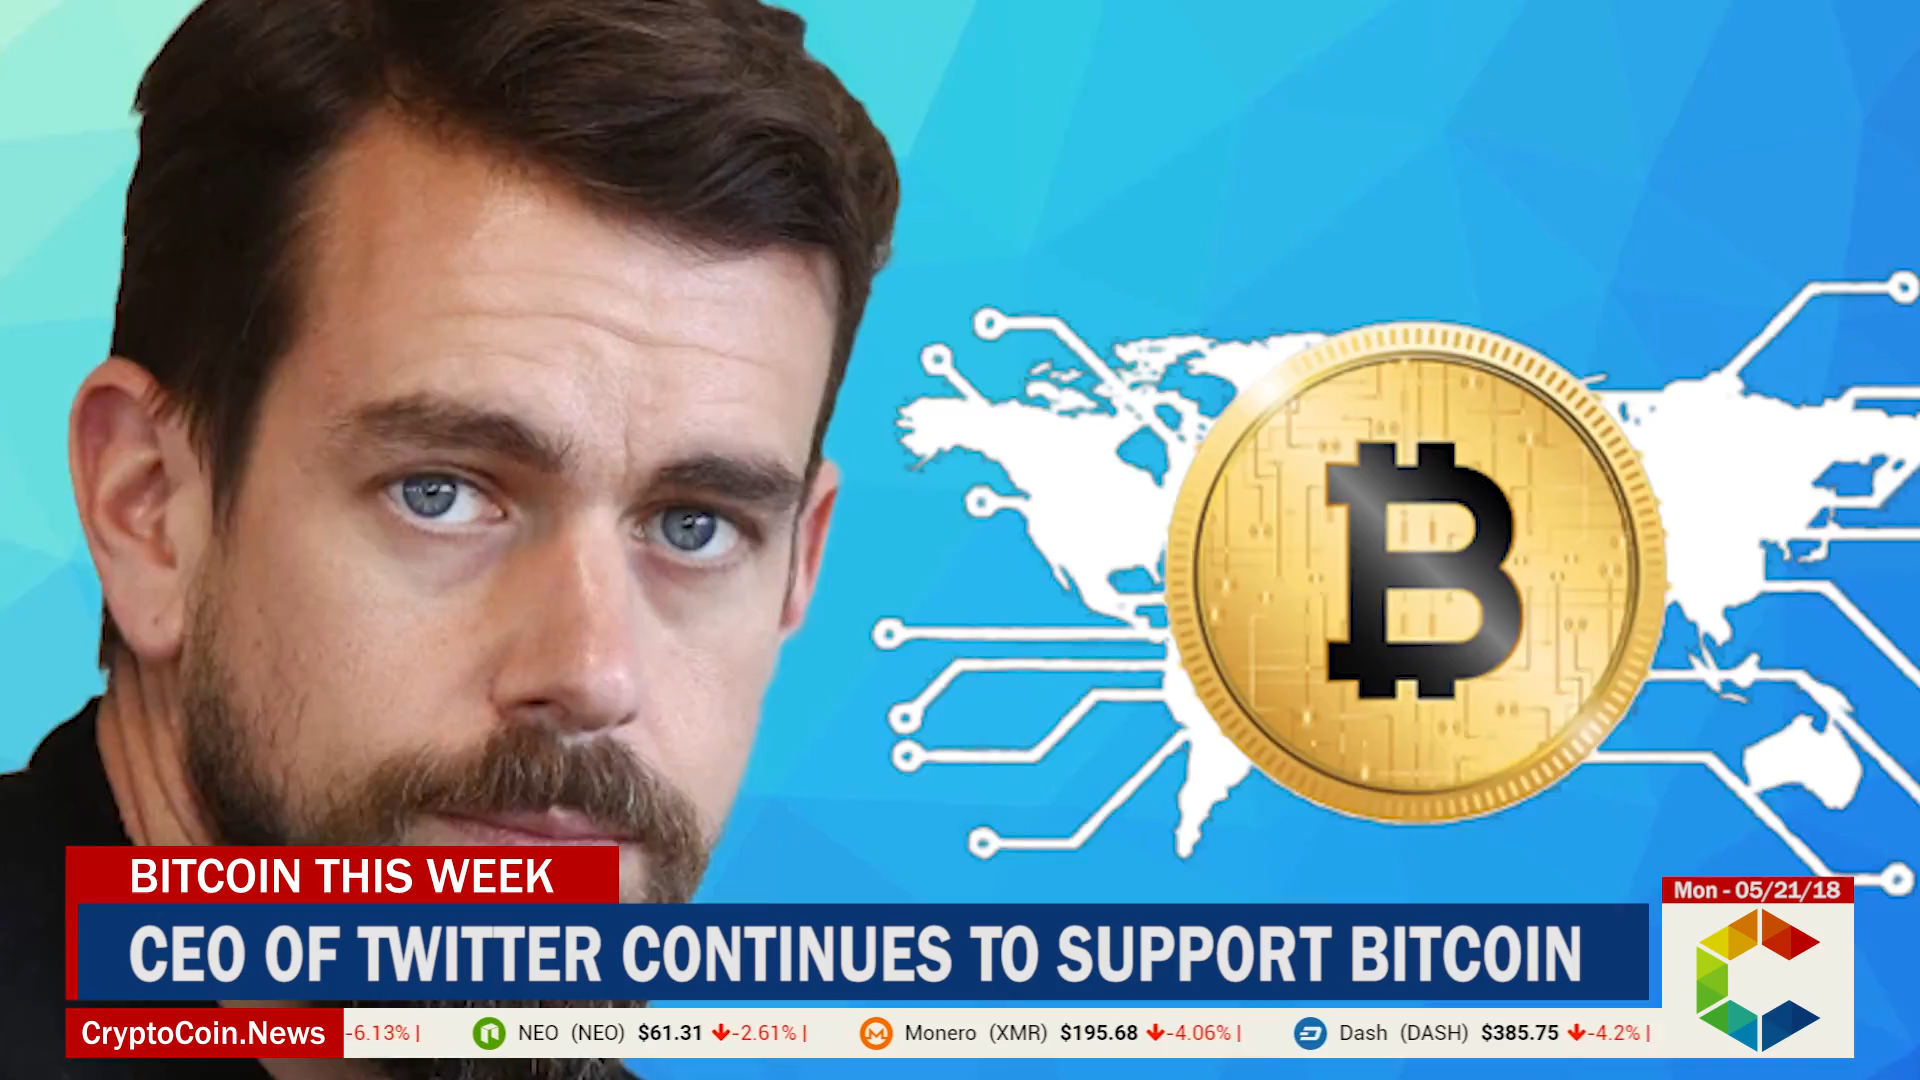 BITCOIN THIS WEEK
CEO OF TWITTER CONTINUES TO SUPPORT BITCOIN
Mon - 05/21/18
CryptoCoin.News
-6.13% | NEO (NEO) $61.31 -2.61% | Monero (XMR) $195.68 -4.06% | Dash (DASH) $385.75 -4.2% |